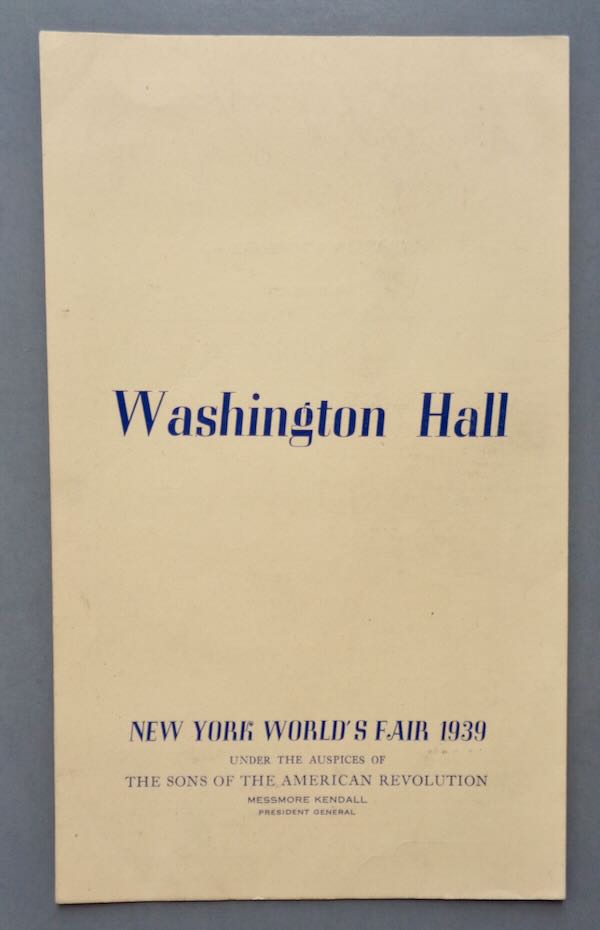 Washington Hall
NEW YORK WORLD'S FAIR 1939
UNDER THE AUSPICES OF
THE SONS OF THE AMERICAN REVOLUTION
MESSMORE KENDALL
PRESIDENT GENERAL